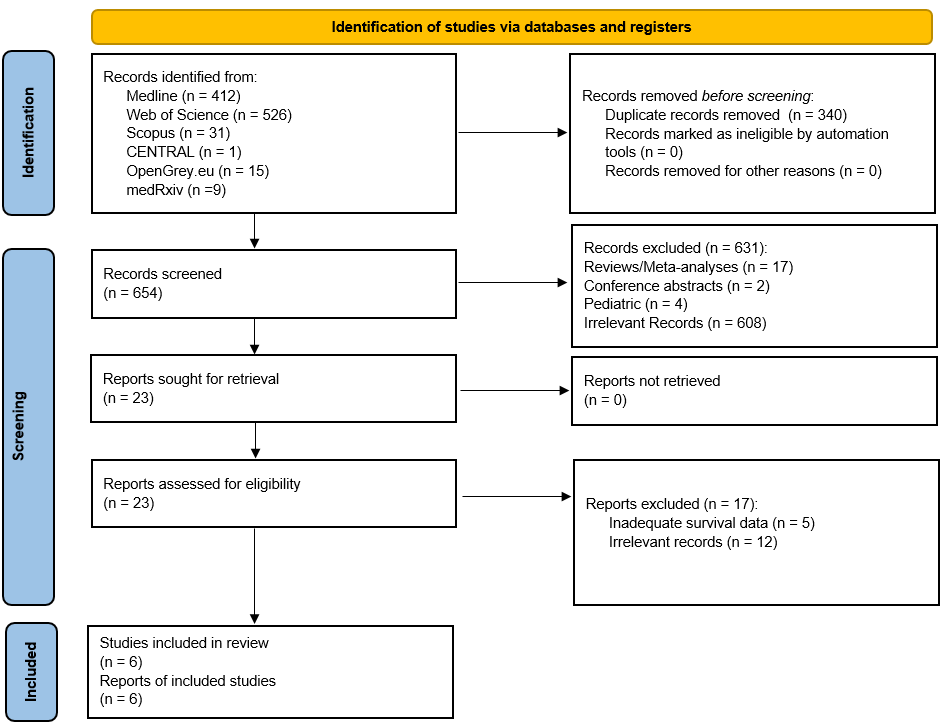 Identification of studies via databases and registers
Identification
Records identified from:
Medline (n = 412)
Web of Science (n = 526)
Scopus (n = 31)
CENTRAL (n = 1)
OpenGrey.eu (n = 15)
medRxiv (n =9)
Records removed before screening:
Duplicate records removed  (n = 340)
Records marked as ineligible by automation
tools (n = 0)
Records removed for other reasons (n = 0)
Screening
Records screened
(n = 654)
Records excluded (n = 631):
Reviews/Meta-analyses (n = 17)
Conference abstracts (n = 2)
Pediatric (n = 4)
Irrelevant Records (n = 608)
Reports sought for retrieval
(n = 23)
Reports not retrieved
(n = 0)
Reports assessed for eligibility
(n = 23)
Reports excluded (n = 17):
Inadequate survival data (n = 5)
Irrelevant records (n = 12)
Included
Studies included in review
(n = 6)
Reports of included studies
(n = 6)